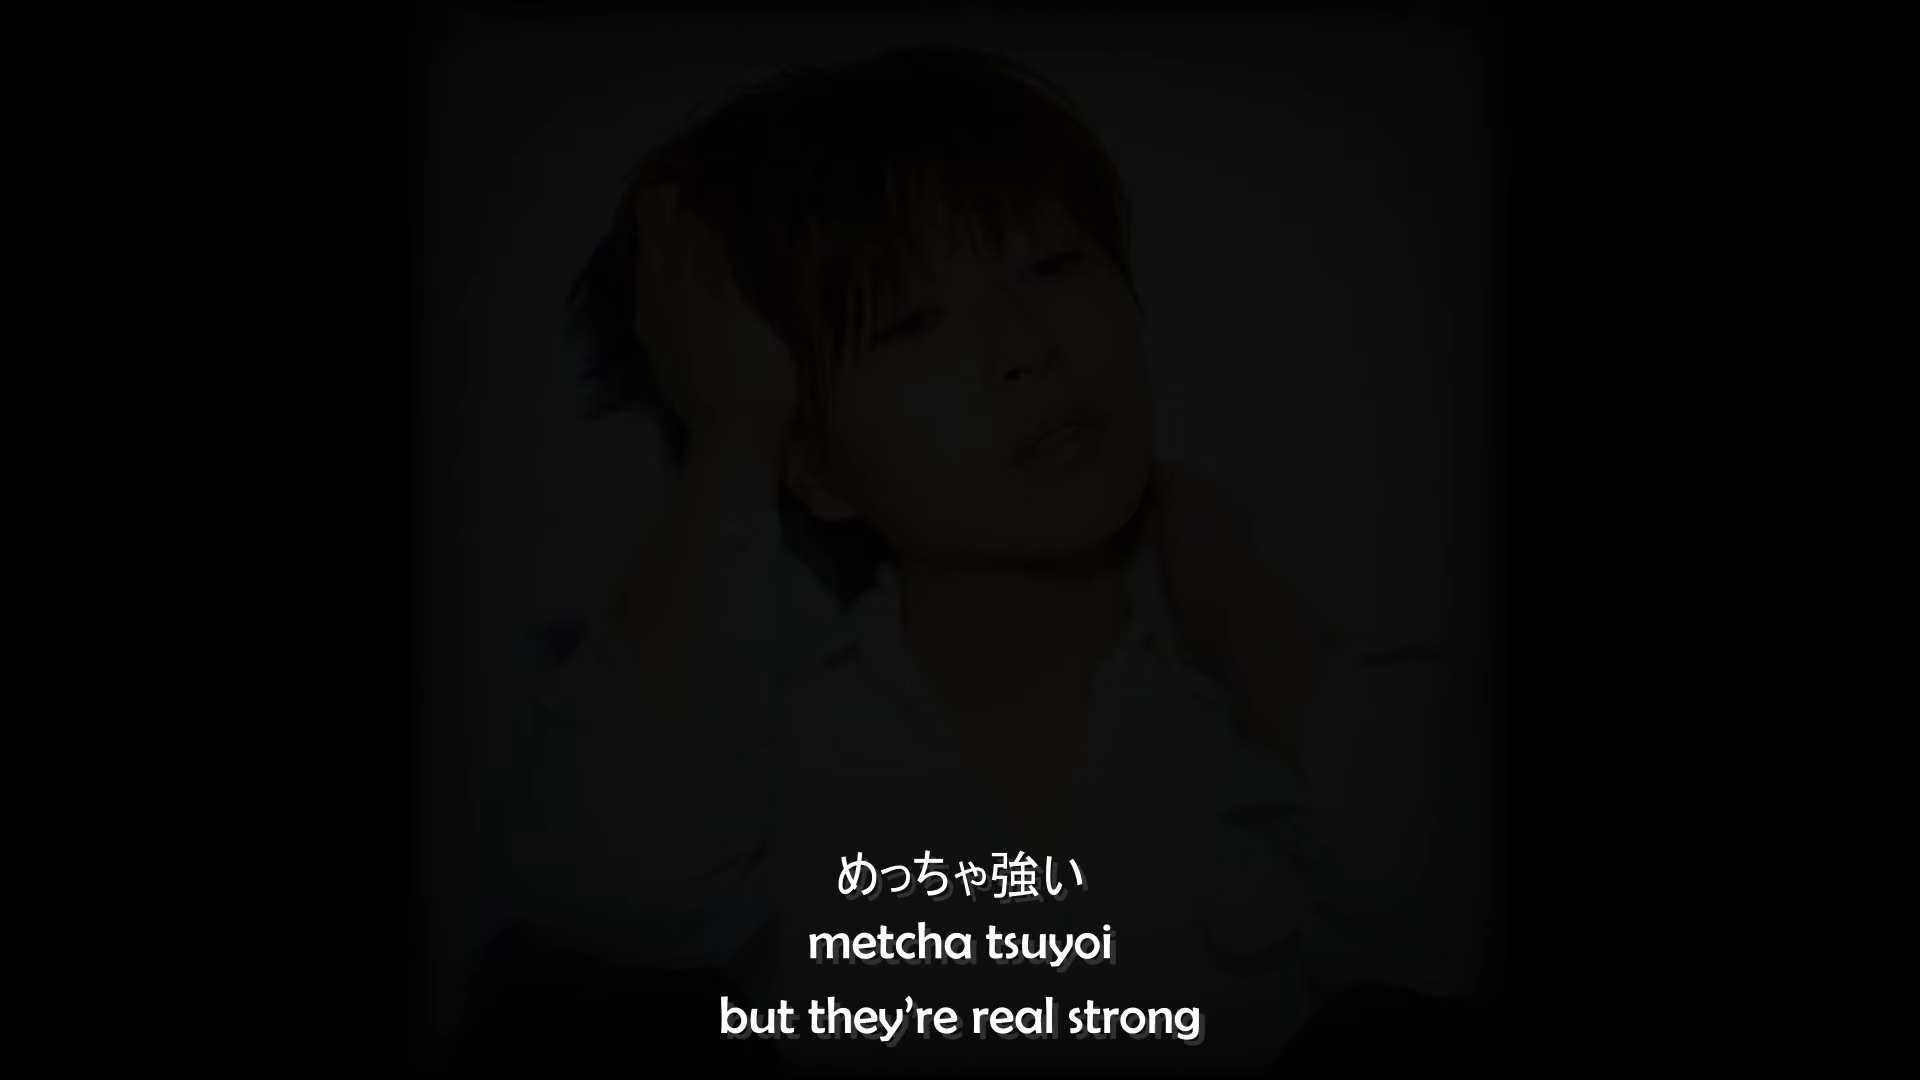 めっちゃ強い
metcha tsuyoi
but they’re real strong